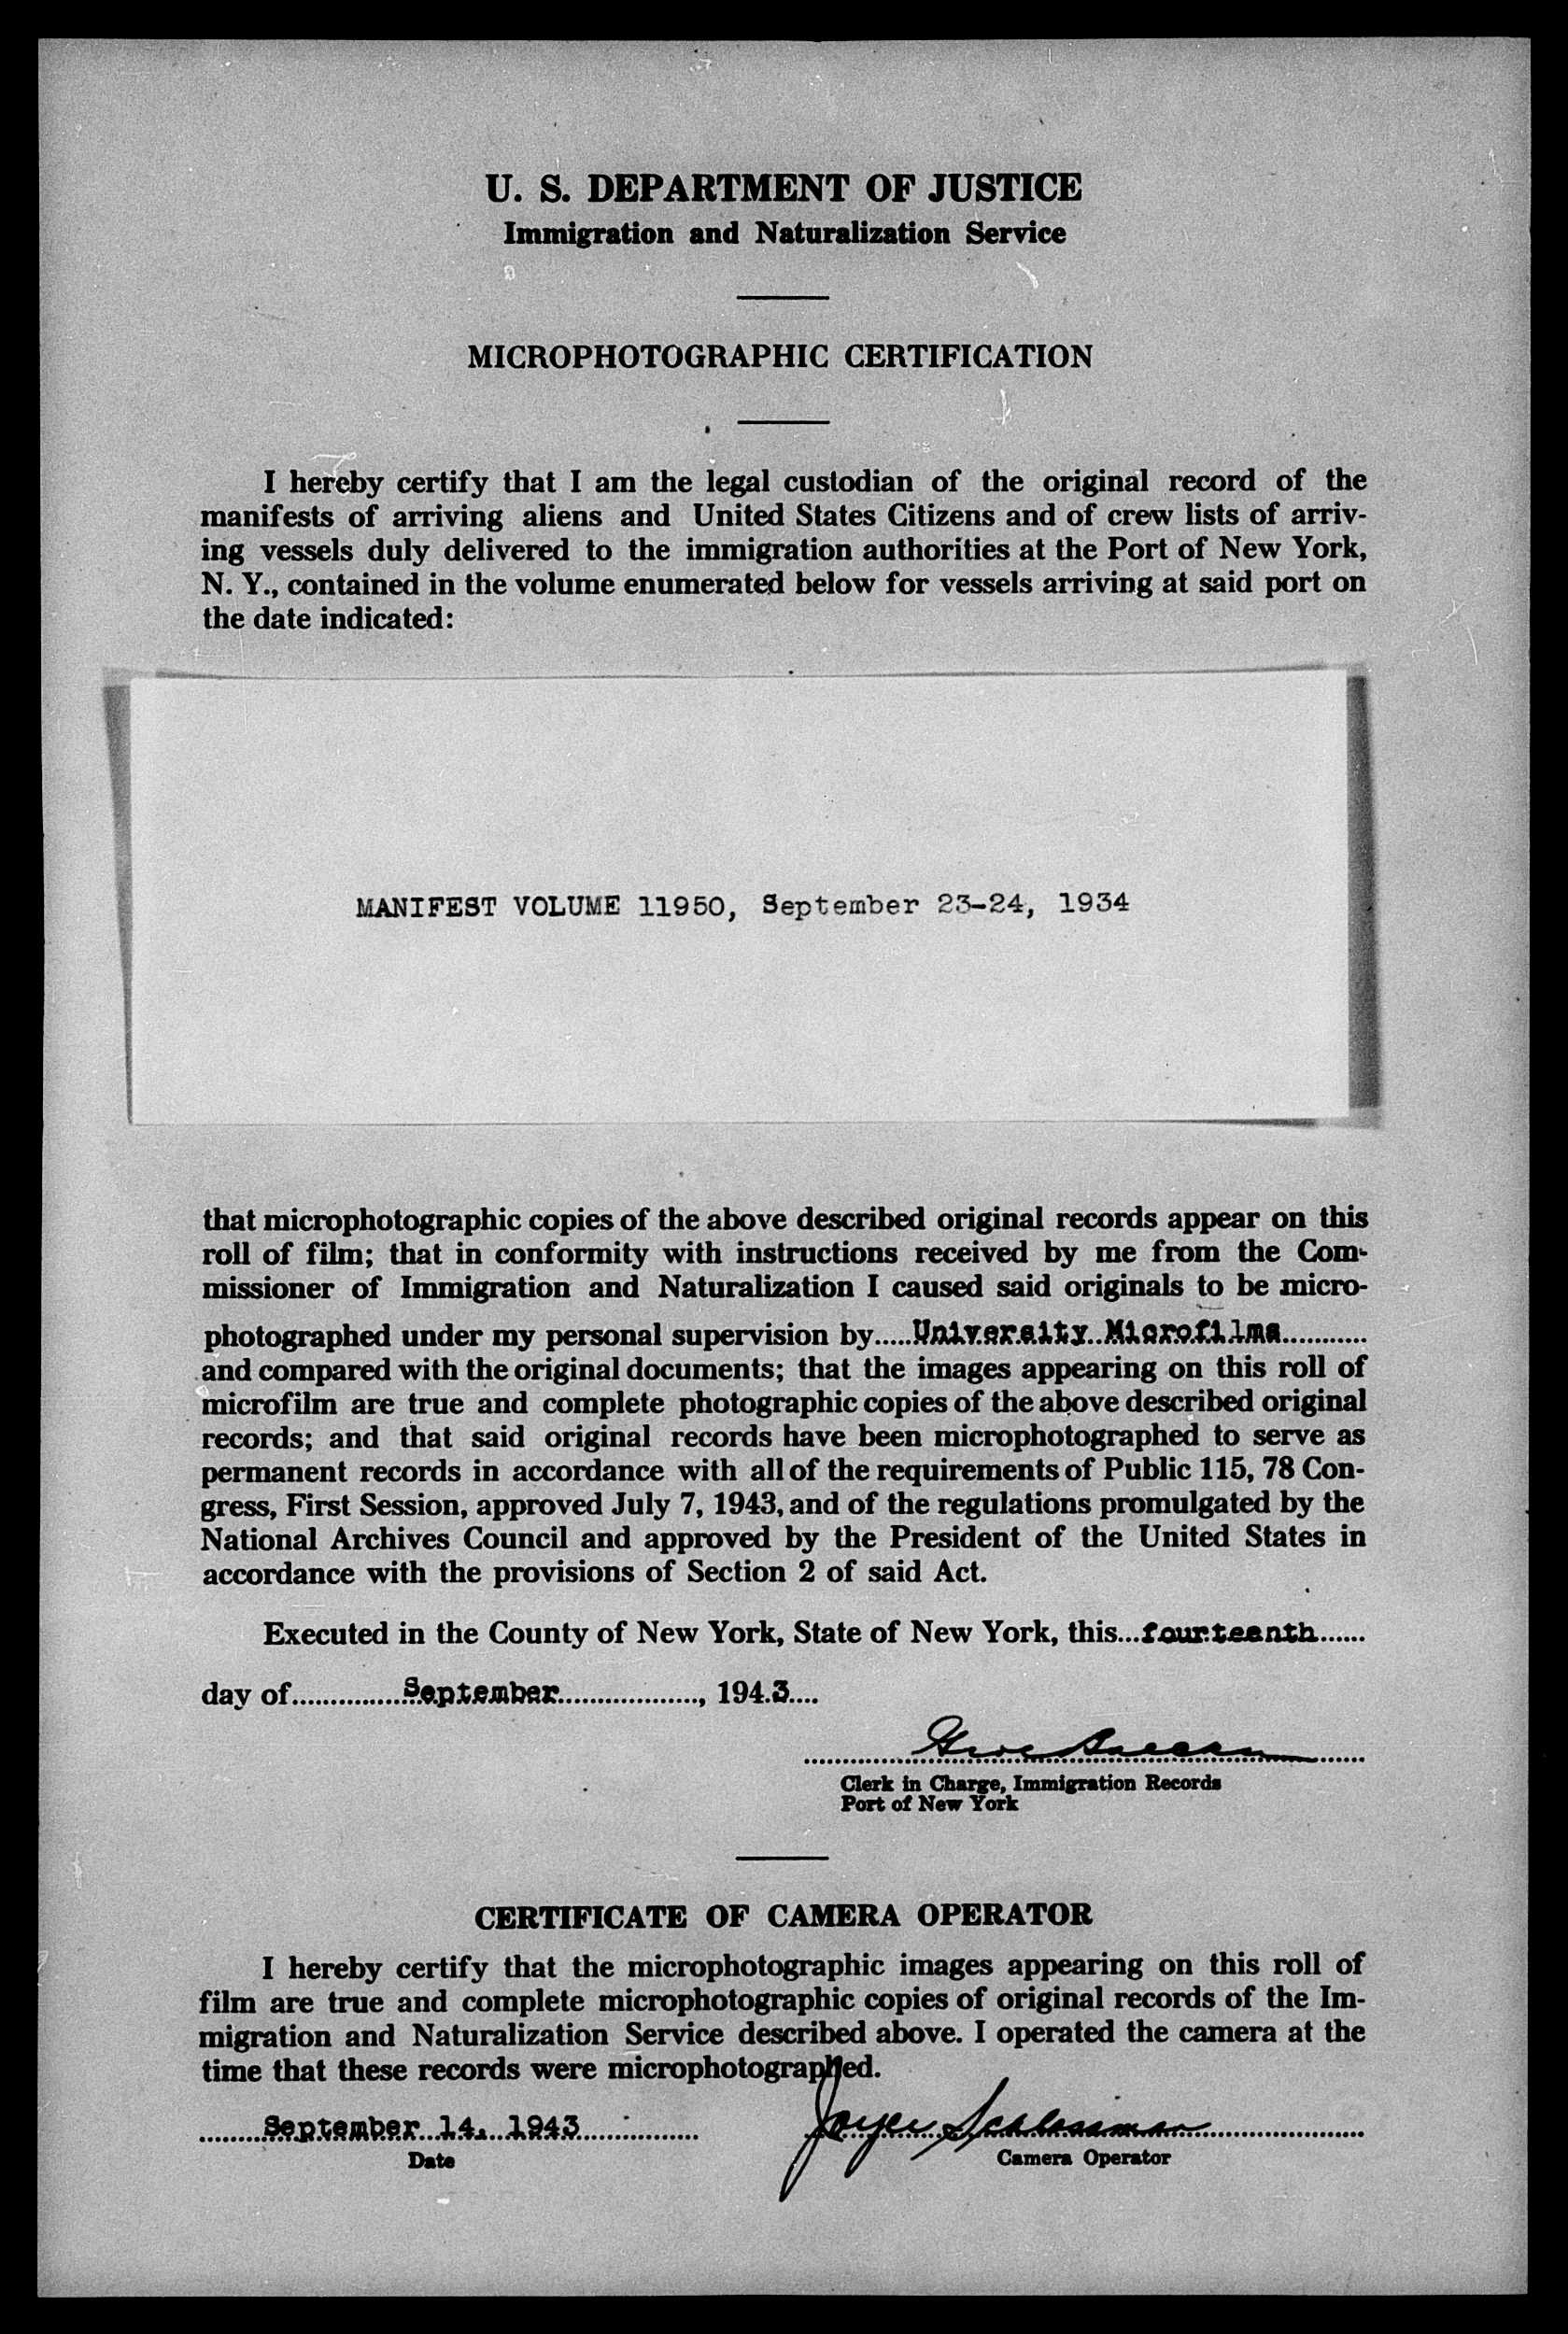 U. S. DEPARTMENT OF JUSTICE
Immigration and Naturalization Service
MICROPHOTOGRAPHIC CERTIFICATION
I hereby certify that I am the legal custodian of the original record of the
manifests of arriving aliens and United States Citizens and of crew lists of arriv-
ing vessels duly delivered to the immigration authorities at the Port of New York,
N. Y., contained in the volume enumerated below for vessels arriving at said port on
the date indicated:
MANIFEST VOLUME 11950, September 23-24, 1934
that microphotographic copies of the above described original records appear on this
roll of film; that in conformity with instructions received by me from the Com-
missioner of Immigration and Naturalization I caused said originals to be micro-
photographed under my personal supervision by.....University Microfilms...........
and compared with the original documents; that the images appearing on this roll of
microfilm are true and complete photographic copies of the above described original
records; and that said original records have been microphotographed to serve as
permanent records in accordance with all of the requirements of Public 115, 78 Con-
gress, First Session, approved July 7, 1943, and of the regulations promulgated by the
National Archives Council and approved by the President of the United States in
accordance with the provisions of Section 2 of said Act.
Executed in the County of New York, State of New York, this...fourteenth......
day of................September..................., 194.3....
Clerk in Charge, Immigration Records
Port of New York
CERTIFICATE OF CAMERA OPERATOR
I hereby certify that the microphotographic images appearing on this roll of
film are true and complete microphotographic copies of original records of the Im-
migration and Naturalization Service described above. I operated the camera at the
time that these records were microphotographed.
September 14, 1943 Joyce
Date Camera Operator